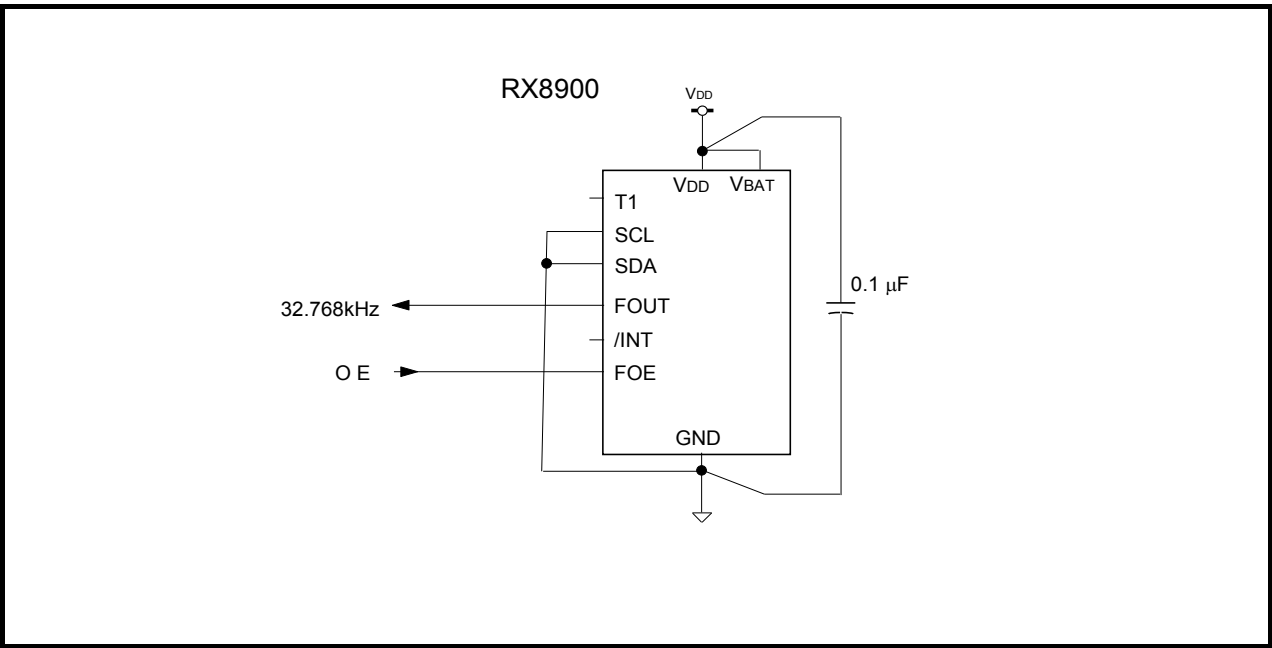 RX8900
VDD
VDD VBAT
T1
SCL
SDA
0.1 μF
32.768kHz FOUT
/INT
O E FOE
GND